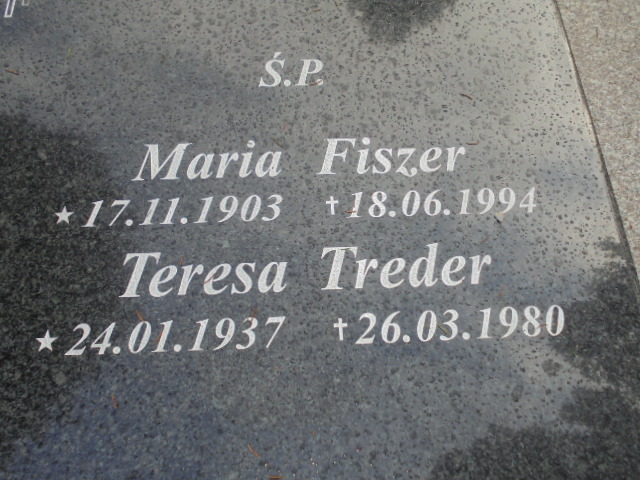 Ś.P.
Maria Fiszer
★17.11.1903 †18.06.1994
Teresa Treder
★24.01.1937 †26.03.1980